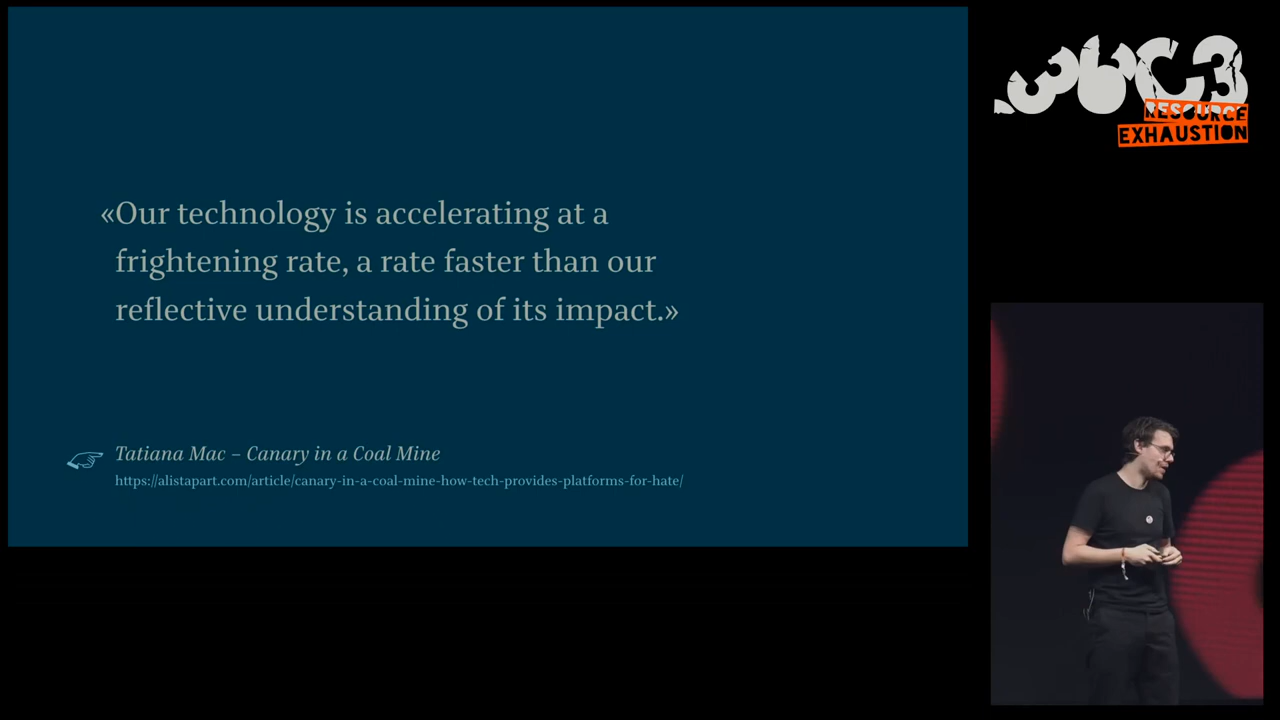 «Our technology is accelerating at a
frightening rate, a rate faster than our
reflective understanding of its impact.»
Tatiana Mac – Canary in a Coal Mine
https://alistapart.com/article/canary-in-a-coal-mine-how-tech-provides-platforms-for-hate/
36C3
RESOURCE
EXHAUSTION